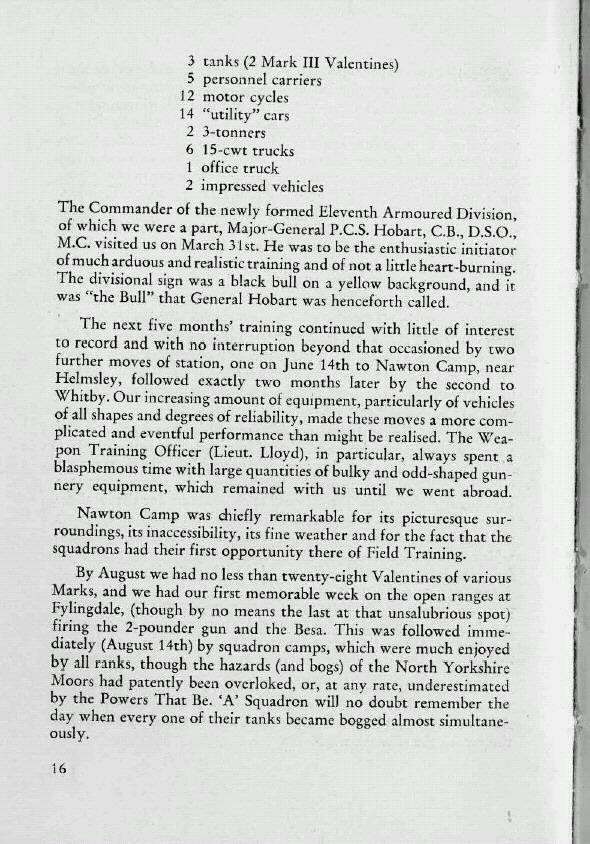 3 tanks (2 Mark III Valentines)
5 personnel carriers
12 motor cycles
14 “utility” cars
2 3-tonners
6 15-cwt trucks
1 office truck
2 impressed vehicles
The Commander of the newly formed Eleventh Armoured Division,
of which we were a part, Major-General P.C.S. Hobart, C.B., D.S.O.,
M.C. visited us on March 31st. He was to be the enthusiastic initiator
of much arduous and realistic training and of not a little heart-burning.
The divisional sign was a black bull on a yellow background, and it
was “the Bull” that General Hobart was henceforth called.
The next five months’ training continued with little of interest
to record and with no interruption beyond that occasioned by two
further moves of station, one on June 14th to Nawton Camp, near
Helmsley, followed exactly two months later by the second to
Whitby. Our increasing amount of equipment, particularly of vehicles
of all shapes and degrees of reliability, made these moves a more com-
plicated and eventful performance than might be realised. The Wea-
pon Training Officer (Lieut. Lloyd), in particular, always spent a
blasphemous time with large quantities of bulky and odd-shaped gun-
nery equipment, which remained with us until we went abroad.
Nawton Camp was chiefly remarkable for its picturesque sur-
roundings, its inaccessibility, its fine weather and for the fact that the
squadrons had their first opportunity there of Field Training.
By August we had no less than twenty-eight Valentines of various
Marks, and we had our first memorable week on the open ranges at
Fylingdale, (though by no means the last at that unsalubrious spot)
firing the 2-pounder gun and the Besa. This was followed imme-
diately (August 14th) by squadron camps, which were much enjoyed
by all ranks, though the hazards (and bogs) of the North Yorkshire
Moors had patently been overloked, or, at any rate, underestimated
by the Powers That Be. ‘A’ Squadron will no doubt remember the
day when every one of their tanks became bogged almost simultane-
ously.
16